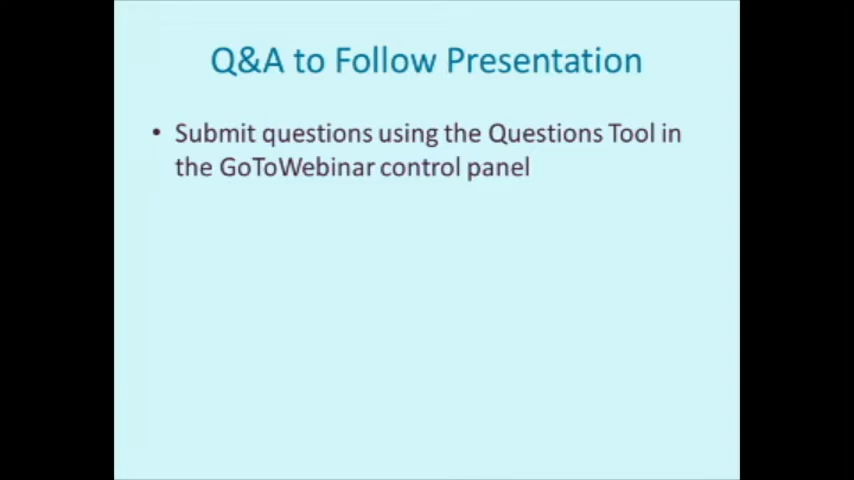 Q&A to Follow Presentation
• Submit questions using the Questions Tool in
the GoToWebinar control panel